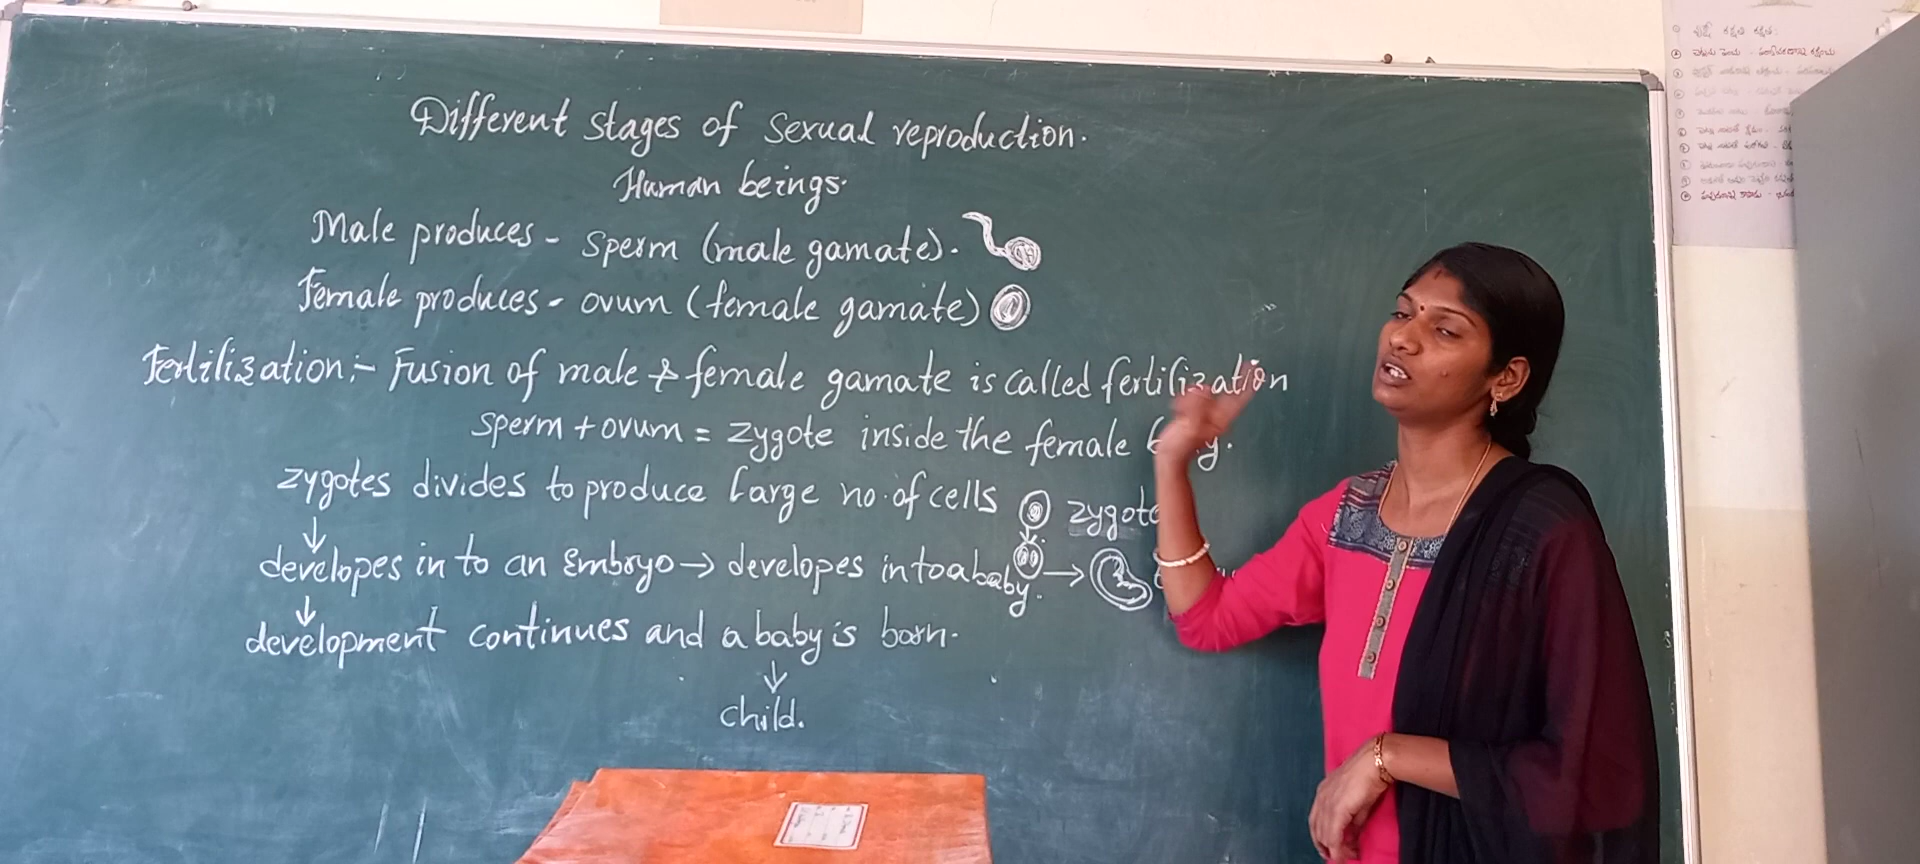 Different stages of sexual reproduction.
Human beings.
Male produces - sperm (male gamate).
Female produces - ovum (female gamate)
Fertilization :- Fusion of male & female gamate is called fertilization
sperm + ovum = zygote inside the female
zygotes divides to produce large no. of cells
zygote
↓
developes in to an Embryo → developes into a baby. →
↓
development continues and a baby is born.
↓
child.